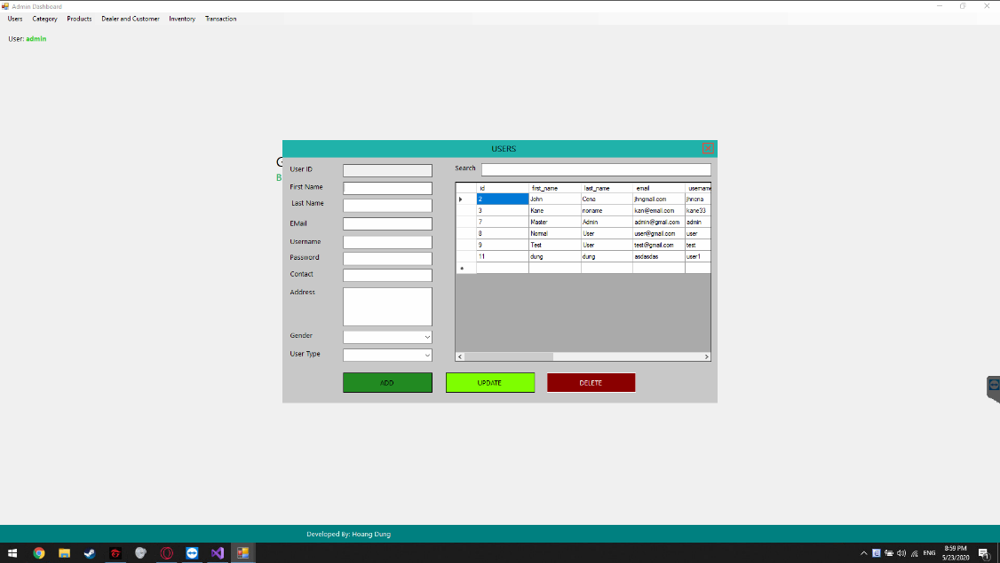 Admin Dashboard
Users Category Products Dealer and Customer Inventory Transaction
User: admin
USERS
G
B
User ID
First Name
Last Name
EMail
Username
Password
Contact
Address
Gender
User Type
Search
id first_name last_name email username
2 John Cena jhngmail.com jhncna
3 Kane noname kan@email.com kane33
7 Master Admin admin@gmail.com admin
8 Normal User user@gmail.com user
9 Test User test@gmail.com test
11 dung dung asdasdas user1
ADD UPDATE DELETE
Developed By: Hoang Dung
ENG
8:59 PM
5/23/2020
1